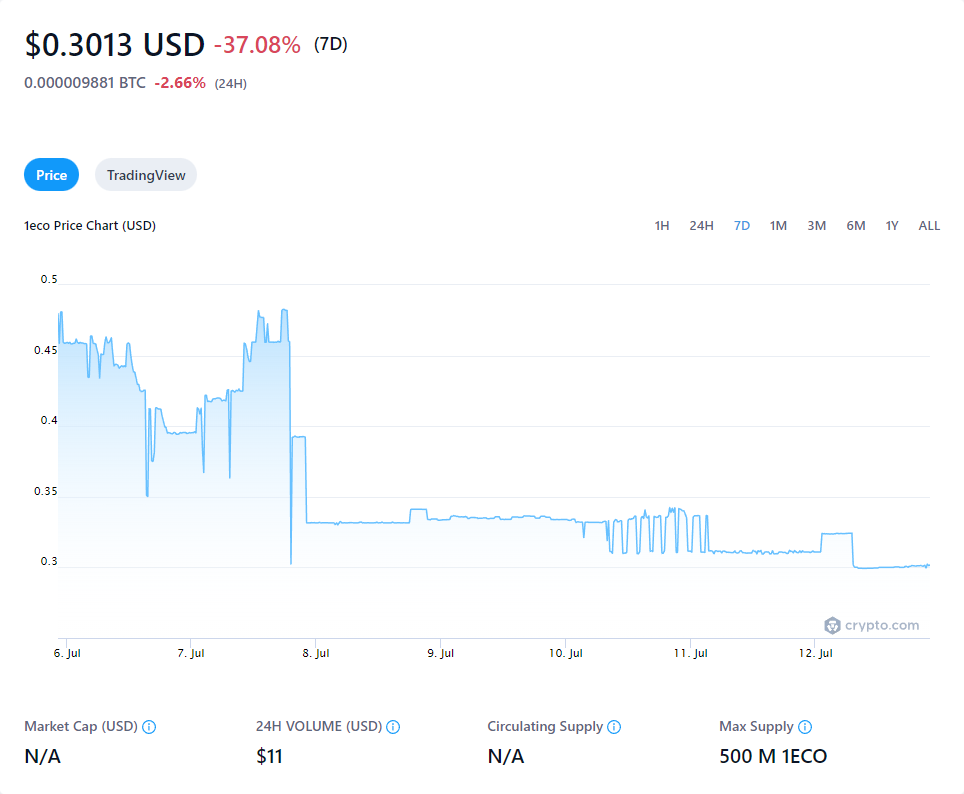 $0.3013 USD -37.08% (7D)
0.000009881 BTC -2.66% (24H)
Price TradingView
1eco Price Chart (USD) 1H 24H 7D 1M 3M 6M 1Y ALL
0.5
0.45
0.4
0.35
0.3
crypto.com
6. Jul 7. Jul 8. Jul 9. Jul 10. Jul 11. Jul 12. Jul
Market Cap (USD) 24H VOLUME (USD) Circulating Supply Max Supply
N/A $11 N/A 500 M 1ECO